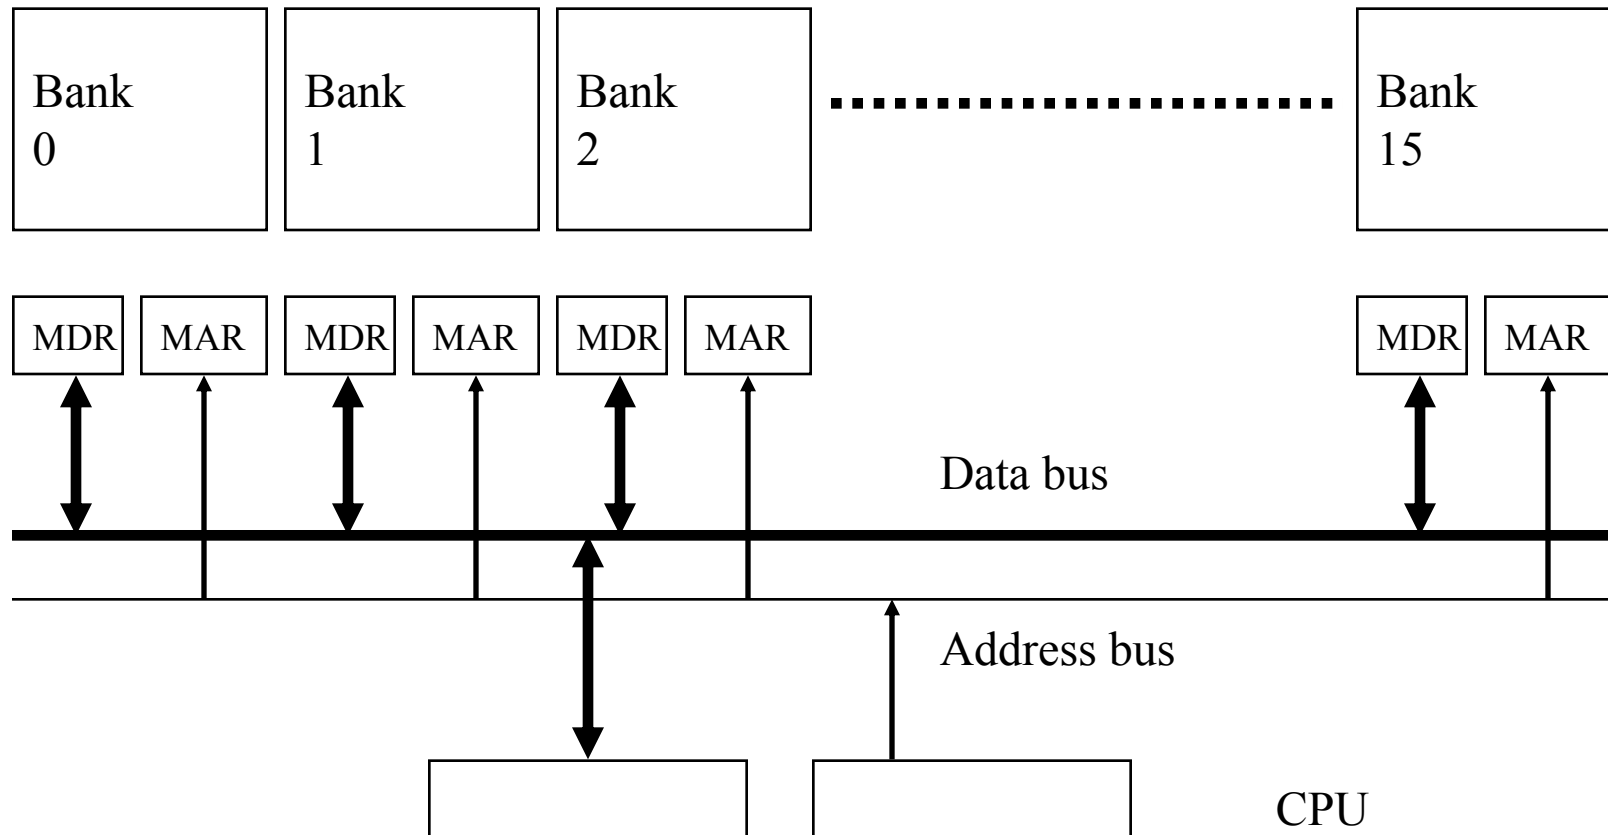 Bank
0
Bank
1
Bank
2
Bank
15
MDR
MAR
MDR
MAR
MDR
MAR
MDR
MAR
Data bus
Address bus
CPU